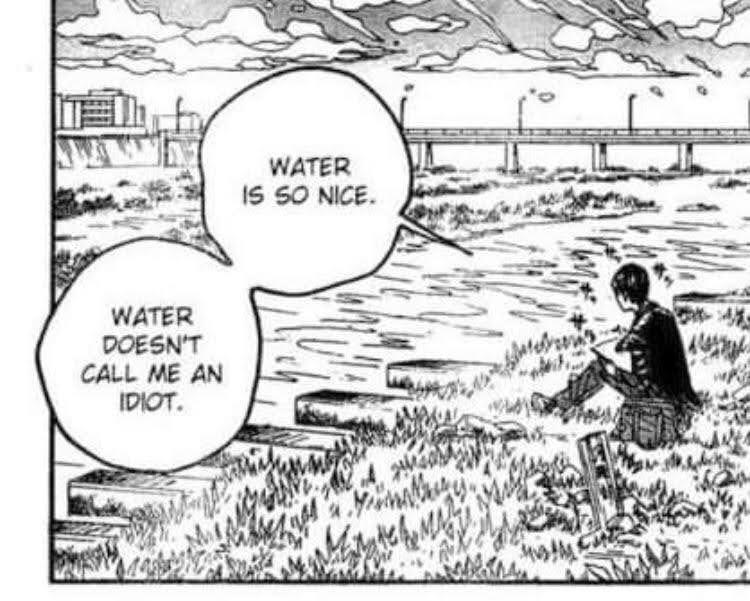 WATER
IS SO NICE.
WATER
DOESN'T
CALL ME AN
IDIOT.